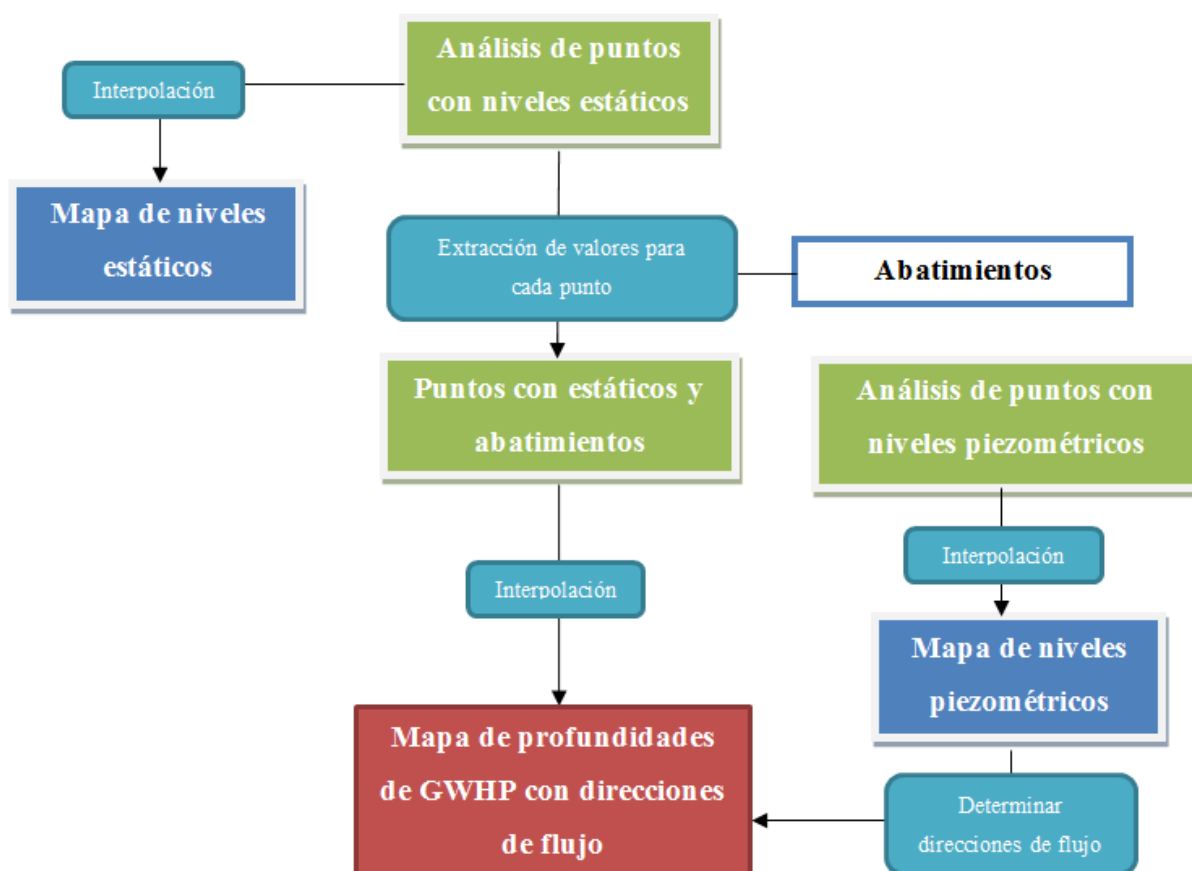 Análisis de puntos
con niveles estáticos
Interpolación
Mapa de niveles
estáticos
Extracción de valores para
cada punto
Abatimientos
Puntos con estáticos y
abatimientos
Análisis de puntos con
niveles piezométricos
Interpolación
Interpolación
Mapa de niveles
piezométricos
Mapa de profundidades
de GWHP con direcciones
de flujo
Determinar
direcciones de flujo